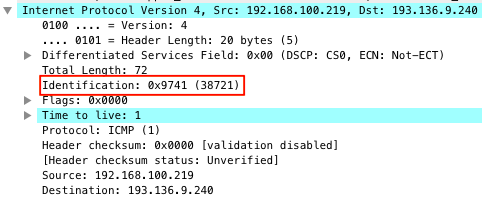 Internet Protocol Version 4, Src: 192.168.100.219, Dst: 193.136.9.240
0100 .... = Version: 4
.... 0101 = Header Length: 20 bytes (5)
Differentiated Services Field: 0x00 (DSCP: CS0, ECN: Not-ECT)
Total Length: 72
Identification: 0x9741 (38721)
Flags: 0x0000
Time to live: 1
Protocol: ICMP (1)
Header checksum: 0x0000 [validation disabled]
[Header checksum status: Unverified]
Source: 192.168.100.219
Destination: 193.136.9.240